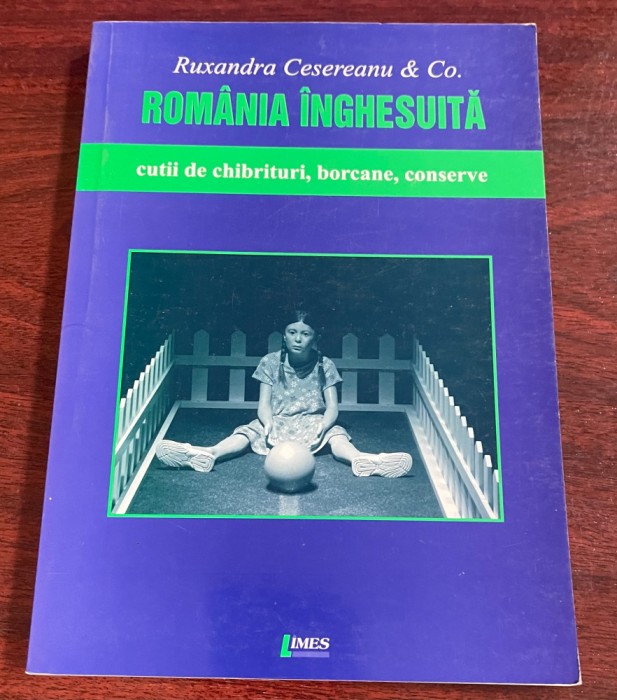 Ruxandra Cesereanu & Co.
ROMÂNIA ÎNGHESUITĂ
cutii de chibrituri, borcane, conserve
LIMES